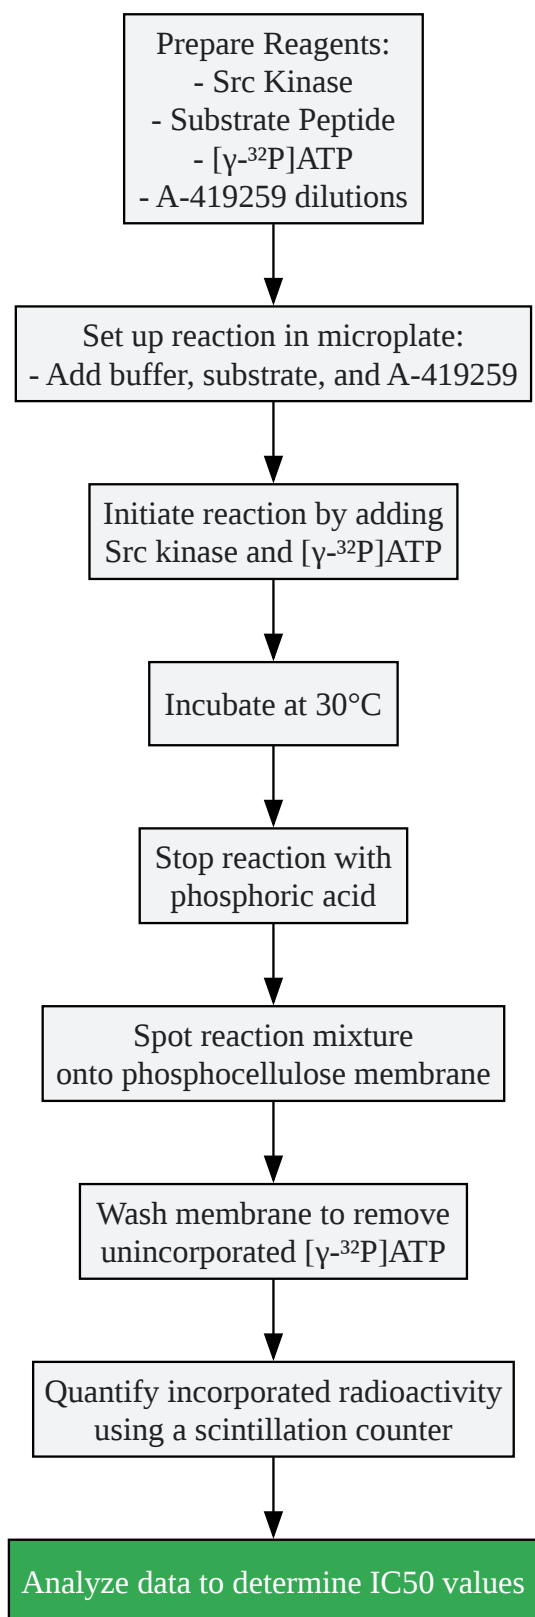 Prepare Reagents:
- Src Kinase
- Substrate Peptide
- [γ-³²P]ATP
- A-419259 dilutions
Set up reaction in microplate:
- Add buffer, substrate, and A-419259
Initiate reaction by adding
Src kinase and [γ-³²P]ATP
Incubate at 30°C
Stop reaction with
phosphoric acid
Spot reaction mixture
onto phosphocellulose membrane
Wash membrane to remove
unincorporated [γ-³²P]ATP
Quantify incorporated radioactivity
using a scintillation counter
Analyze data to determine IC50 values